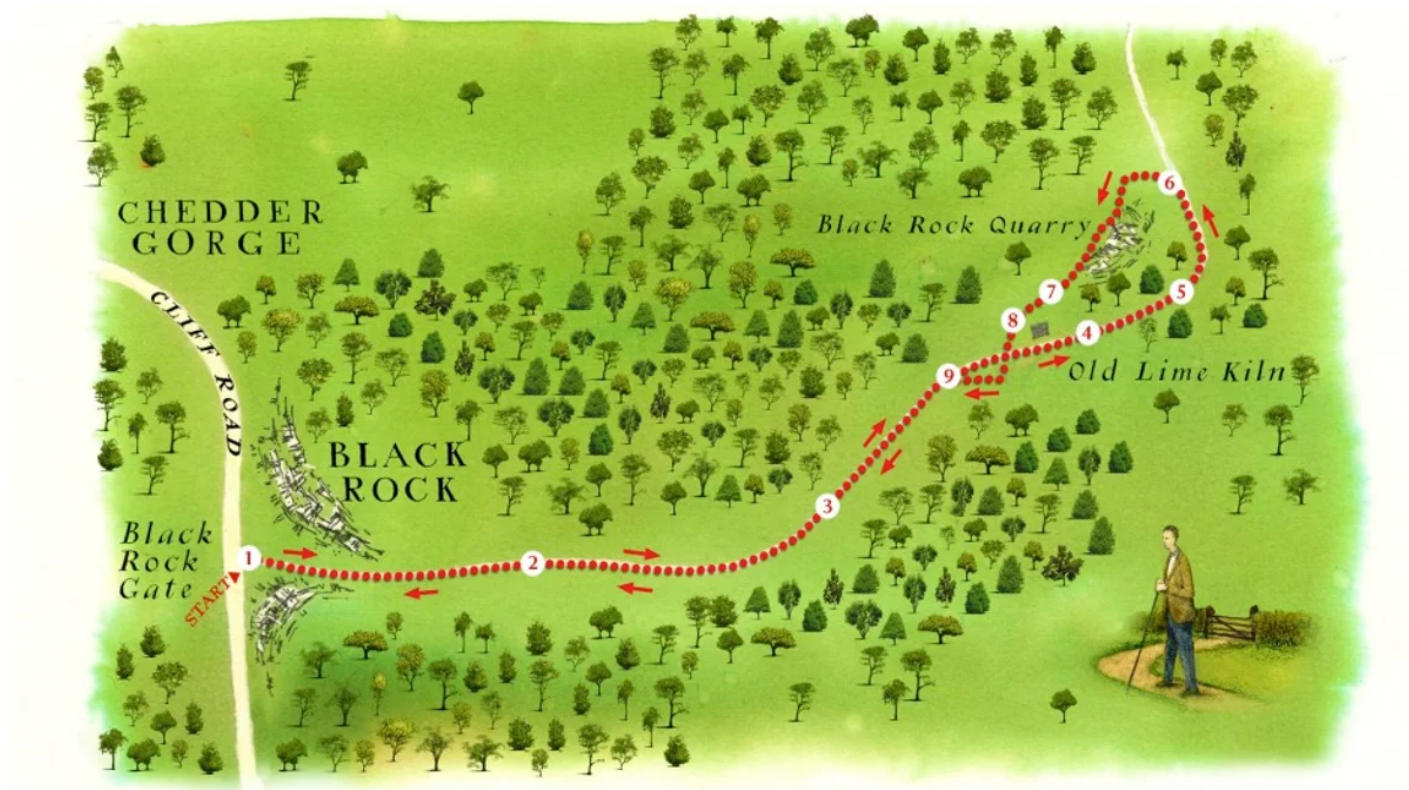 CHEDDER
GORGE
CLIFF ROAD
BLACK
ROCK
Black
Rock
Gate
START
Black Rock Quarry
Old Lime Kiln
1
2
3
4
5
6
7
8
9